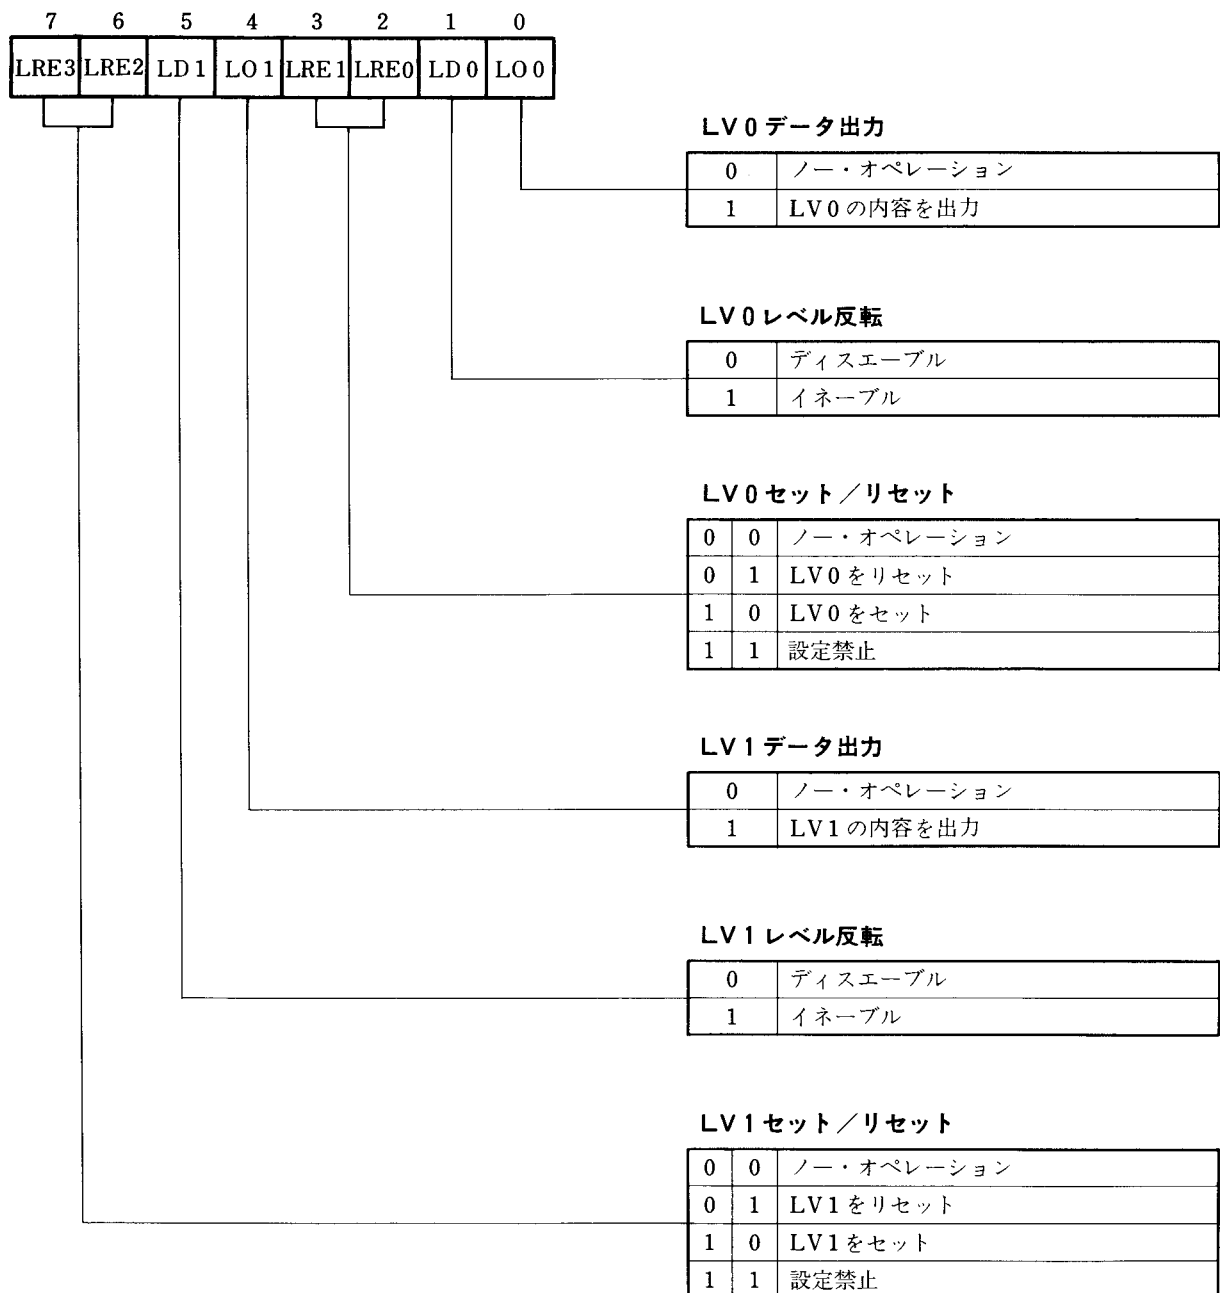 7 6 5 4 3 2 1 0
LRE3 LRE2 LD1 LO1 LRE1 LRE0 LD0 LO0
LV0データ出力
0 ノー・オペレーション
1 LV0の内容を出力
LV0レベル反転
0 ディスエーブル
1 イネーブル
LV0セット/リセット
0 0 ノー・オペレーション
0 1 LV0をリセット
1 0 LV0をセット
1 1 設定禁止
LV1データ出力
0 ノー・オペレーション
1 LV1の内容を出力
LV1レベル反転
0 ディスエーブル
1 イネーブル
LV1セット/リセット
0 0 ノー・オペレーション
0 1 LV1をリセット
1 0 LV1をセット
1 1 設定禁止